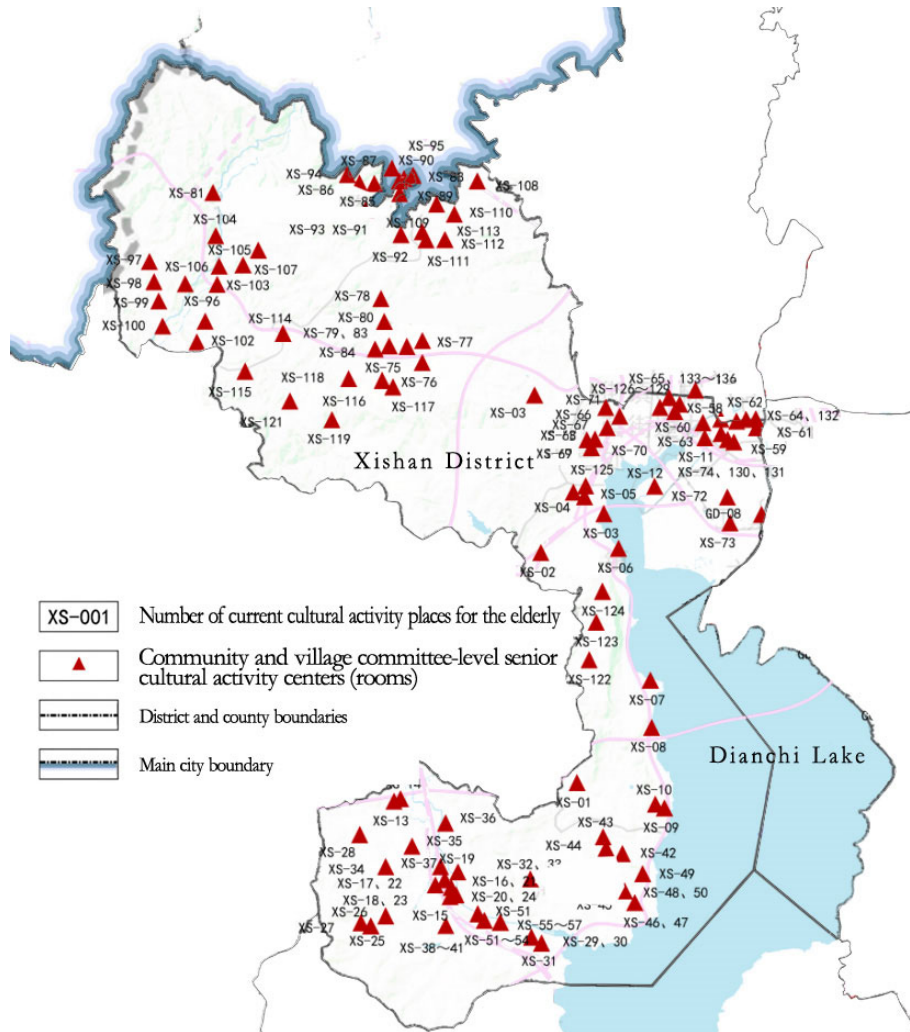 XS-95
XS-87
XS-90
XS-94
XS-88
XS-108
XS-86
XS-85
XS-89
XS-81
XS-110
XS-104
XS-93
XS-91
XS-109
XS-113
XS-105
XS-92
XS-112
XS-97
XS-106
XS-107
XS-111
XS-98
XS-103
XS-99
XS-96
XS-78
XS-100
XS-114
XS-80
XS-102
XS-79、83
XS-77
XS-84
XS-115
XS-118
XS-75
XS-76
XS-65
133～136
XS-126～129
XS-121
XS-116
XS-117
XS-03
XS-71
XS-58
XS-62
XS-66
XS-64、132
XS-119
XS-67
XS-60
XS-61
XS-68
XS-63
XS-69
XS-70
XS-11
XS-59
Xishan District
XS-125
XS-12
XS-74、130、131
XS-04
XS-05
XS-72
GD-08
XS-03
XS-73
XS-02
XS-06
XS-001
Number of current cultural activity places for the elderly
XS-124
XS-123
Community and village committee-level senior
cultural activity centers (rooms)
XS-122
XS-07
District and county boundaries
XS-08
Dianchi Lake
Main city boundary
XS-01
XS-10
XS-13
XS-36
XS-43
XS-09
XS-28
XS-35
XS-44
XS-42
XS-34
XS-37
XS-19
XS-49
XS-17、22
XS-16、
XS-48、50
XS-18、23
XS-20、24
XS-26
XS-15
XS-51
XS-46、47
XS-27
XS-25
XS-55～57
XS-38～41
XS-51～54
XS-29、30
XS-31